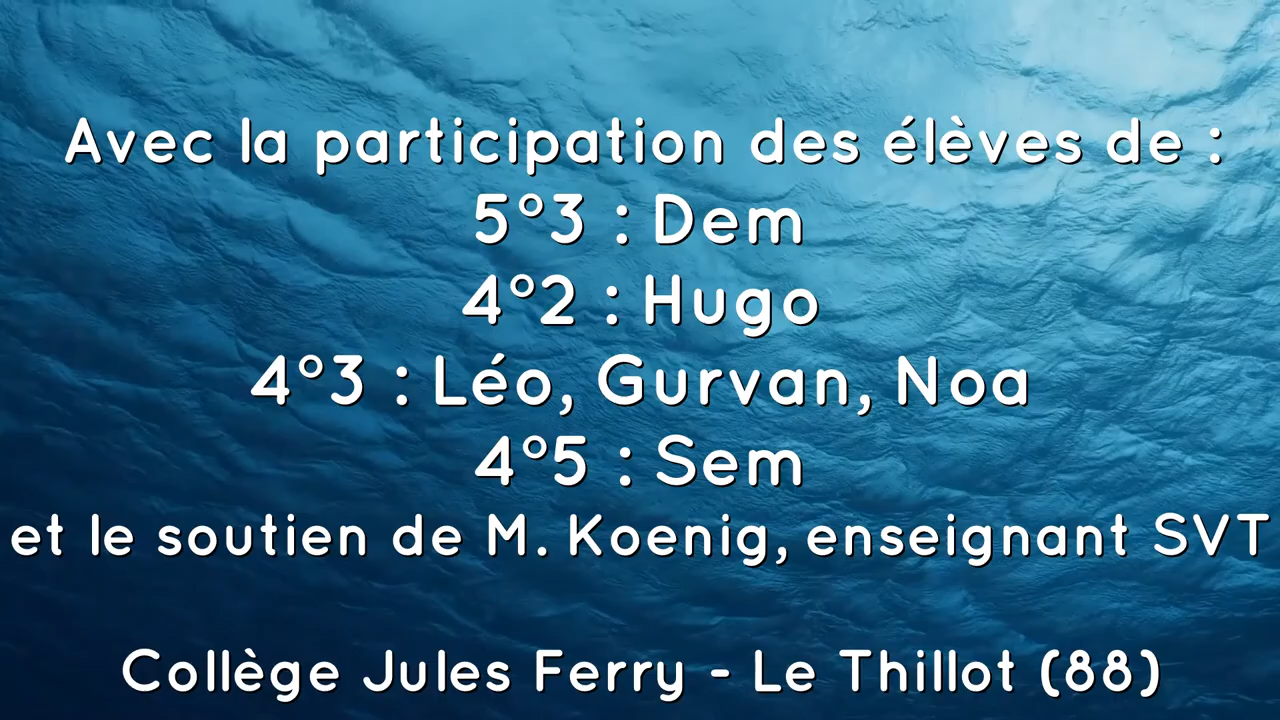 Avec la participation des élèves de :
5°3 : Dem
4°2 : Hugo
4°3 : Léo, Gurvan, Noa
4°5 : Sem
et le soutien de M. Koenig, enseignant SVT
Collège Jules Ferry - Le Thillot (88)